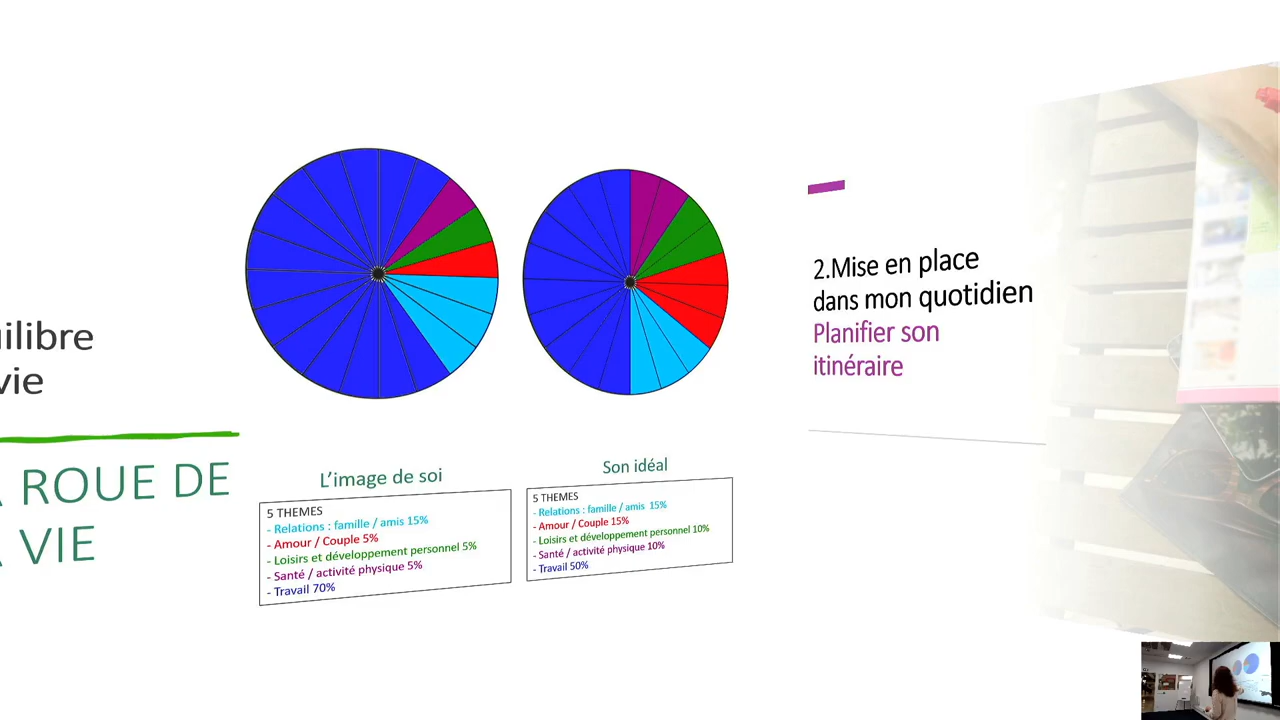 vie
ROUE DE
VIE
L'image de soi
5 THEMES
- Relations : famille / amis 15%
- Amour / Couple 5%
- Loisirs et développement personnel 5%
- Santé / activité physique 5%
- Travail 70%
Son idéal
5 THEMES
- Relations : famille / amis 15%
- Amour / Couple 15%
- Loisirs et développement personnel 10%
- Santé / activité physique 10%
- Travail 50%
2.Mise en place
dans mon quotidien
Planifier son
itinéraire